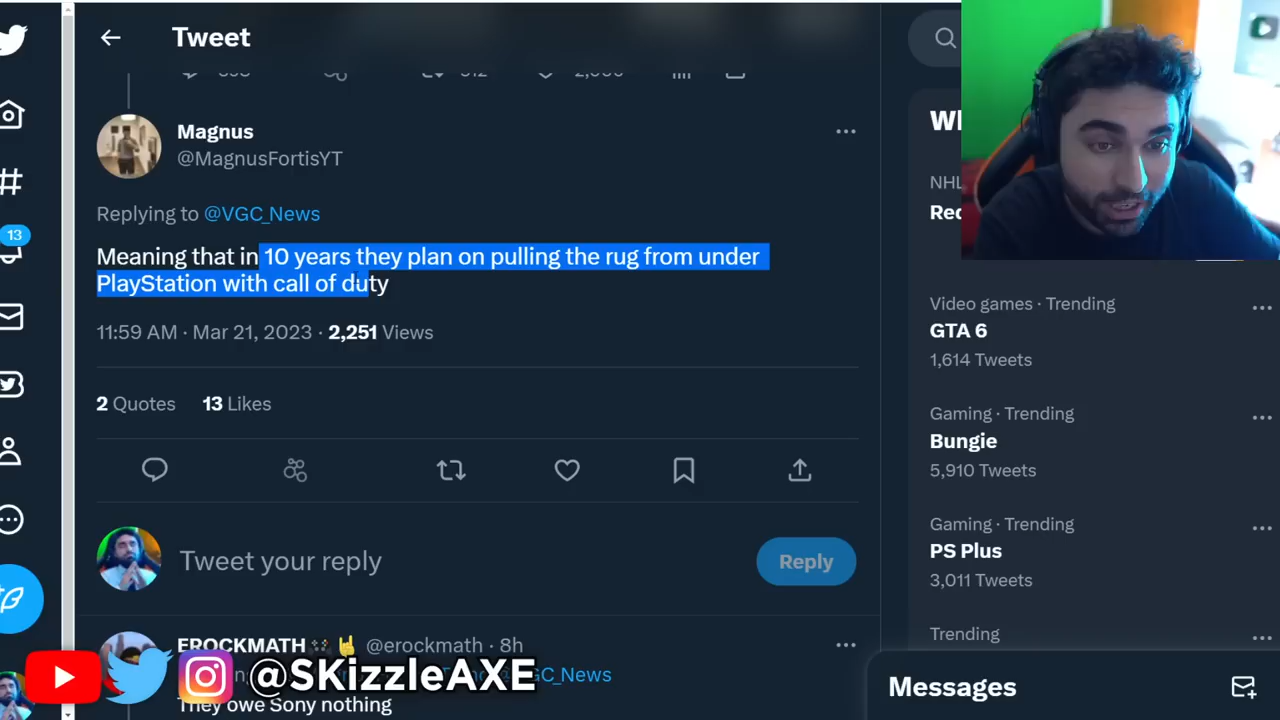 Tweet
Magnus
@MagnusFortisYT
Replying to @VGC_News
Meaning that in 10 years they plan on pulling the rug from under
PlayStation with call of duty
11:59 AM · Mar 21, 2023 · 2,251 Views
2 Quotes 13 Likes
Tweet your reply
Reply
EROCKMATH @erockmath · 8h
GC_News
They owe Sony nothing
@SKizzleAXE
13
NHL
Video games · Trending
GTA 6
1,614 Tweets
Gaming · Trending
Bungie
5,910 Tweets
Gaming · Trending
PS Plus
3,011 Tweets
Trending
Messages